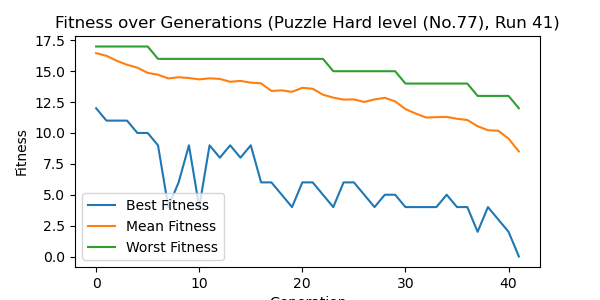 Fitness over Generations (Puzzle Hard level (No.77), Run 41)
17.5
15.0
12.5
10.0
7.5
5.0
2.5
0.0
Fitness
Best Fitness
Mean Fitness
Worst Fitness
0 10 20 30 40
Generation